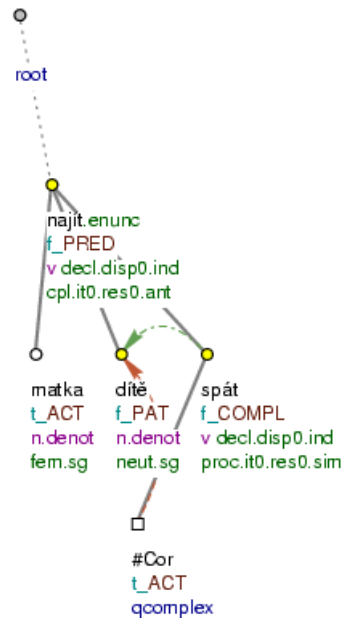 root
najít.enunc
f_PRED
v decl.disp0.ind
cpl.it0.res0.ant
matka
t_ACT
n.denot
fem.sg
dítě
f_PAT
n.denot
neut.sg
spát
f_COMPL
v decl.disp0.ind
proc.it0.res0.sim
#Cor
t_ACT
qcomplex